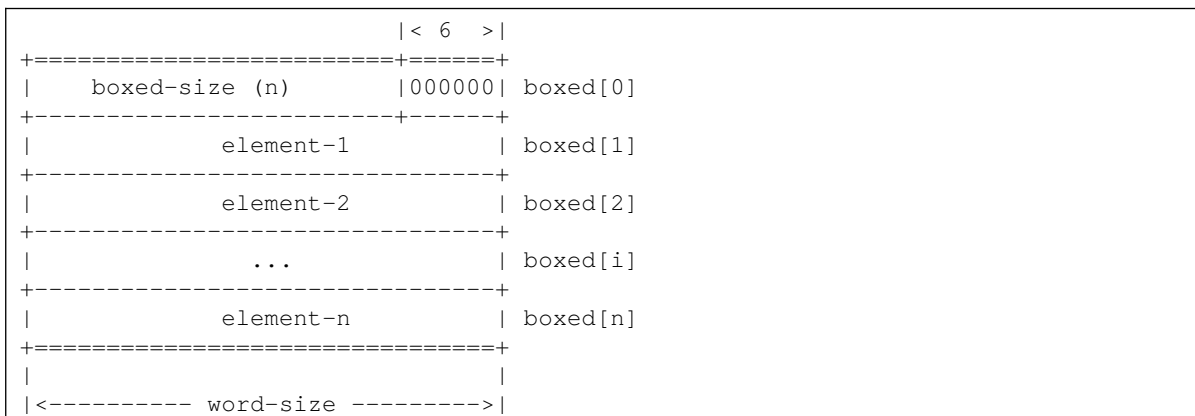 |< 6  >|
+=========================+======+
|    boxed-size (n)       |000000| boxed[0]
+-------------------------+------+
|             element-1          | boxed[1]
+--------------------------------+
|             element-2          | boxed[2]
+--------------------------------+
|               ...              | boxed[i]
+--------------------------------+
|             element-n          | boxed[n]
+================================+
|                                |
|<---------- word-size --------->|